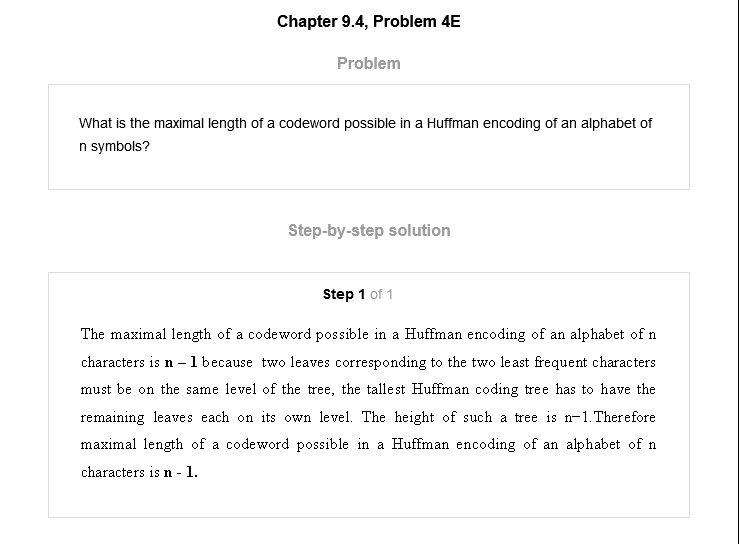 Chapter 9.4, Problem 4E
Problem
What is the maximal length of a codeword possible in a Huffman encoding of an alphabet of
n symbols?
Step-by-step solution
Step 1 of 1
The maximal length of a codeword possible in a Huffman encoding of an alphabet of n
characters is n – 1 because two leaves corresponding to the two least frequent characters
must be on the same level of the tree, the tallest Huffman coding tree has to have the
remaining leaves each on its own level. The height of such a tree is n−1.Therefore
maximal length of a codeword possible in a Huffman encoding of an alphabet of n
characters is n - 1.